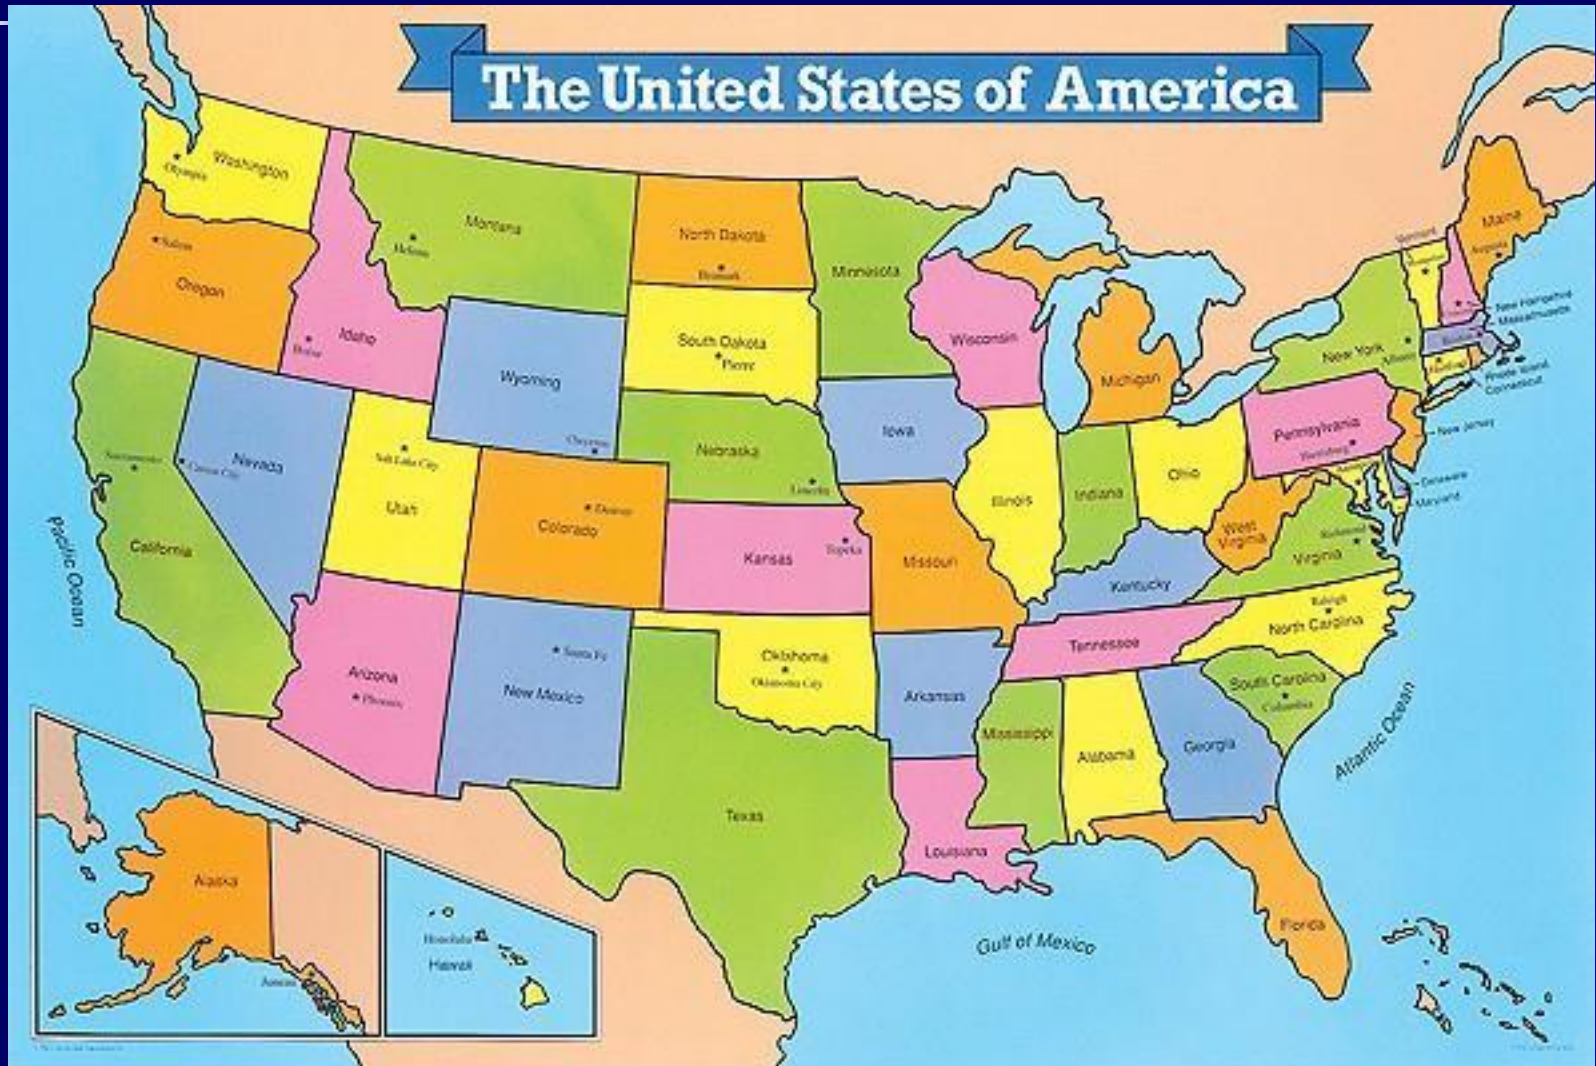 The United States of America
Washington
Olympia
Montana
Helena
North Dakota
Bismark
Minnesota
Maine
Augusta
Vermont
Salem
Oregon
Idaho
Boise
Wyoming
Cheyenne
South Dakota
Pierre
Wisconsin
Michigan
New York
Albany
New Hampshire
Massachusetts
Rhode Island
Connecticut
Iowa
Nebraska
Lincoln
Nevada
Carson City
Sacramento
California
Salt Lake City
Utah
Denver
Colorado
Kansas
Topeka
Missouri
Illinois
Indiana
Ohio
Pennsylvania
Harrisburg
New Jersey
Delaware
Maryland
West
Virginia
Richmond
Virginia
Kentucky
Raleigh
North Carolina
Tennessee
Pacific Ocean
Arizona
Phoenix
Santa Fe
New Mexico
Oklahoma
Oklahoma City
Arkansas
South Carolina
Columbia
Mississippi
Alabama
Georgia
Atlantic Ocean
Texas
Louisiana
Florida
Gulf of Mexico
Alaska
Juneau
Honolulu
Hawaii